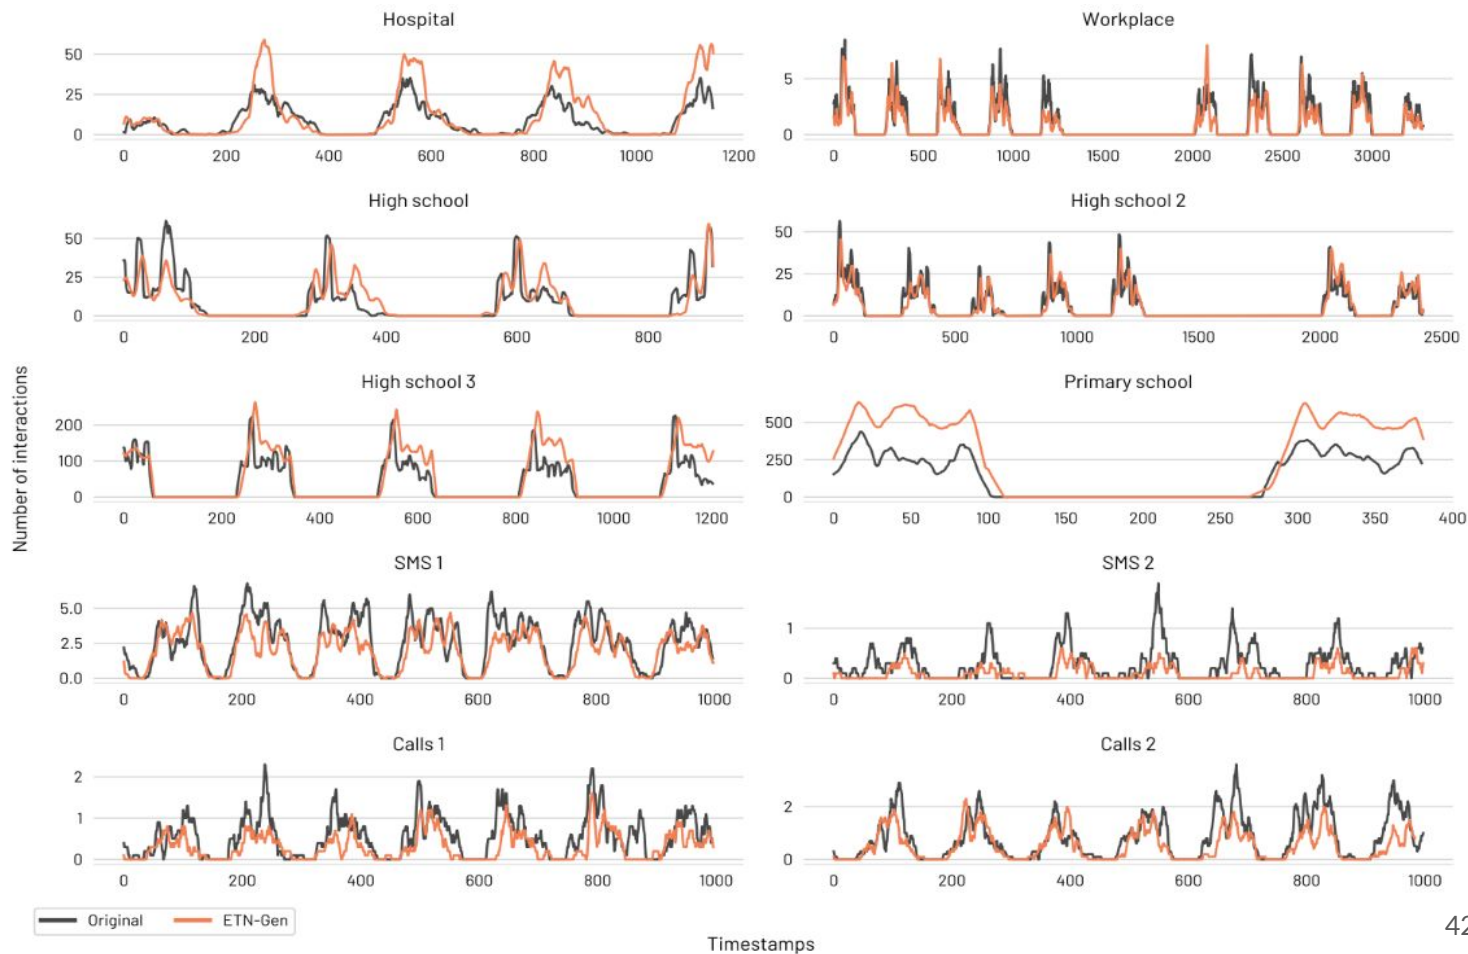 Hospital
50
25
0
0 200 400 600 800 1000 1200
Workplace
5
0
0 500 1000 1500 2000 2500 3000
High school
50
25
0
0 200 400 600 800
High school 2
50
25
0
0 500 1000 1500 2000 2500
High school 3
200
100
0
0 200 400 600 800 1000 1200
Primary school
500
250
0
0 50 100 150 200 250 300 350 400
Number of interactions
SMS 1
5.0
2.5
0.0
0 200 400 600 800 1000
SMS 2
1
0
0 200 400 600 800 1000
Calls 1
2
1
0
0 200 400 600 800 1000
Calls 2
2
0
0 200 400 600 800 1000
Original ETN-Gen
Timestamps
42